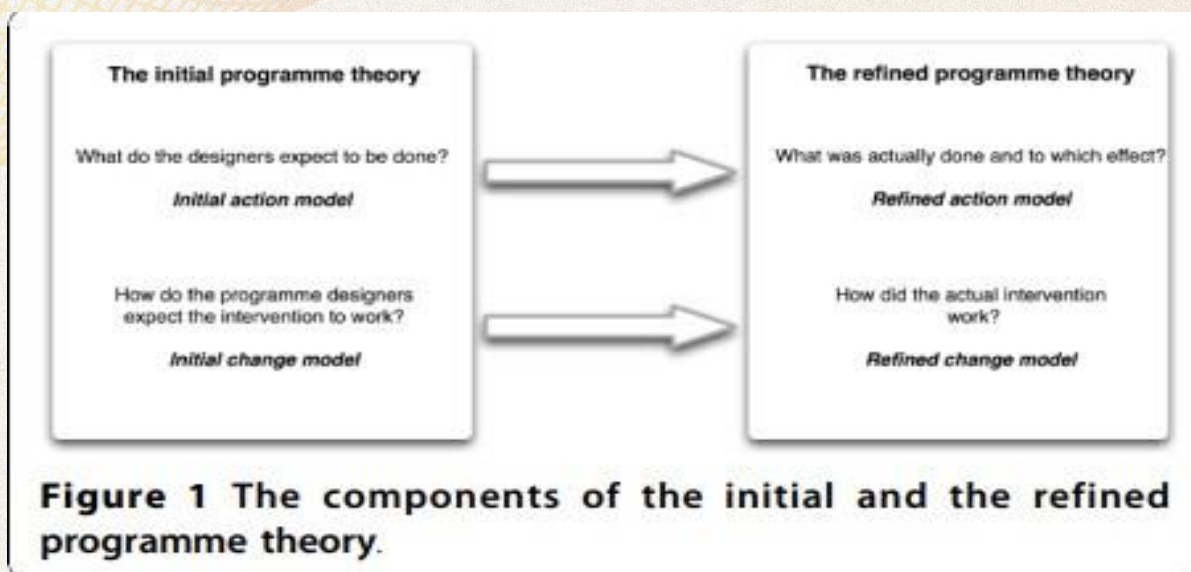 The initial programme theory
What do the designers expect to be done?
Initial action model
How do the programme designers
expect the intervention to work?
Initial change model
The refined programme theory
What was actually done and to which effect?
Refined action model
How did the actual intervention
work?
Refined change model
Figure 1 The components of the initial and the refined
programme theory.